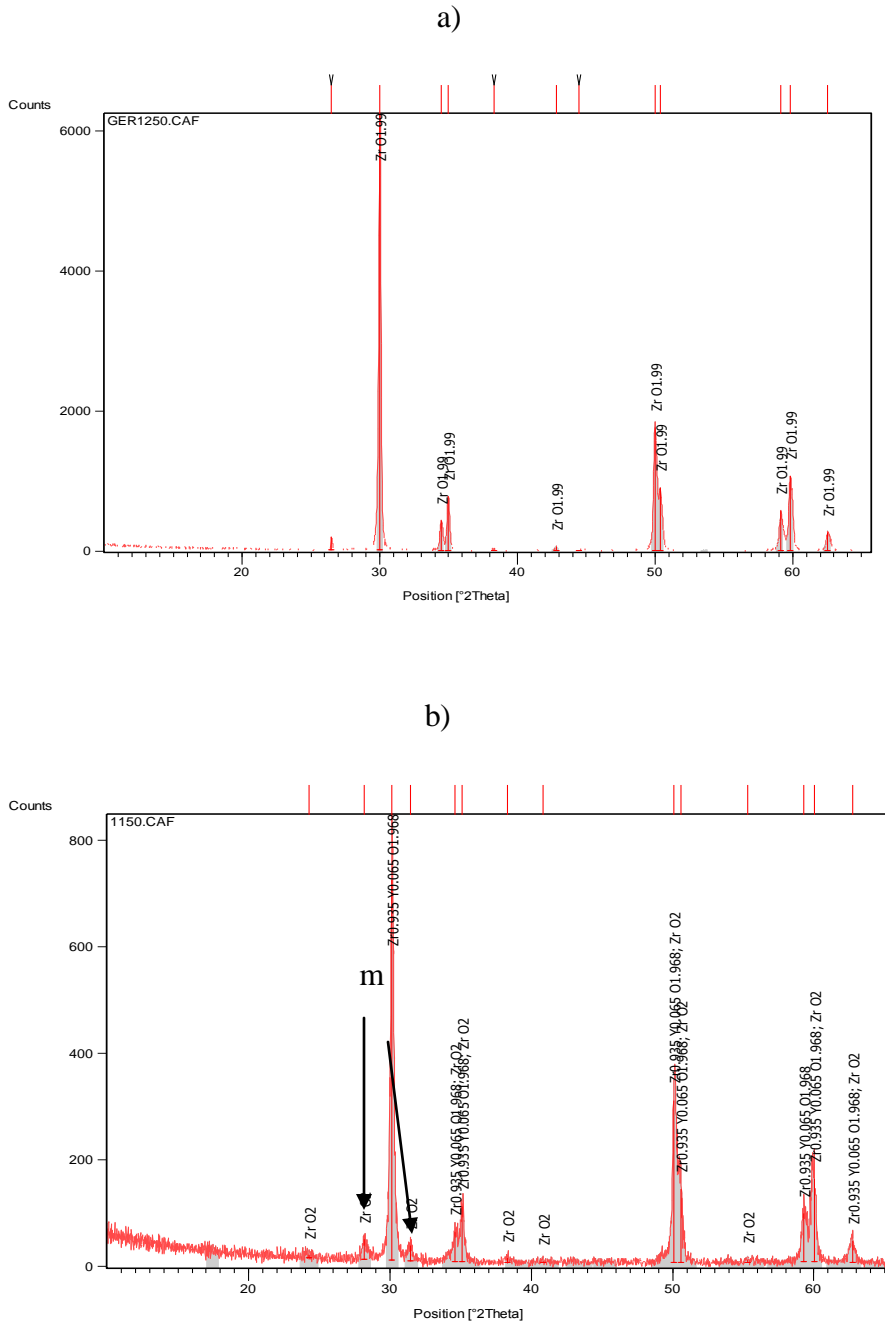 a)
Counts
GER1250.CAF
6000
4000
2000
0
Zr O1.99
Zr O1.99
Zr O1.99
Zr O1.99
Zr O1.99
Zr O1.99
Zr O1.99
Zr O1.99
Zr O1.99
20
30
40
50
60
Position [°2Theta]
b)
Counts
1150.CAF
800
600
400
200
0
m
Zr O2
Zr0.935 Y0.065 O1.968
Zr0.935 Y0.065 O1.968; Zr O2
Zr0.935 Y0.065 O1.968; Zr O2
Zr O2
Zr O2
Zr0.935 Y0.065 O1.968; Zr O2
Zr0.935 Y0.065 O1.968; Zr O2
Zr O2
Zr0.935 Y0.065 O1.968
Zr0.935 Y0.065 O1.968; Zr O2
Zr0.935 Y0.065 O1.968; Zr O2
20
30
40
50
60
Position [°2Theta]